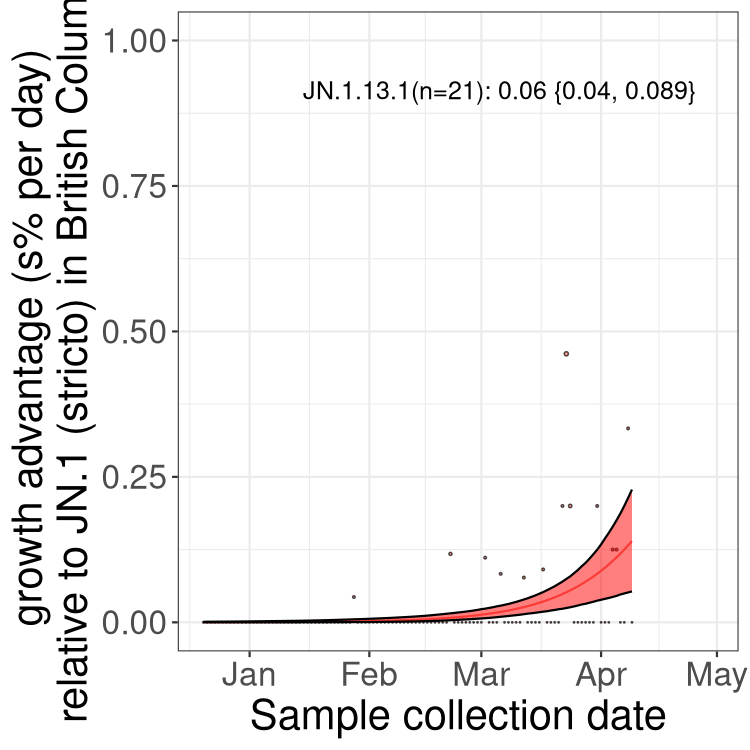 growth advantage (s% per day)
relative to JN.1 (stricto) in British Colum
1.00
0.75
0.50
0.25
0.00
JN.1.13.1(n=21): 0.06 {0.04, 0.089}
Jan Feb Mar Apr May
Sample collection date